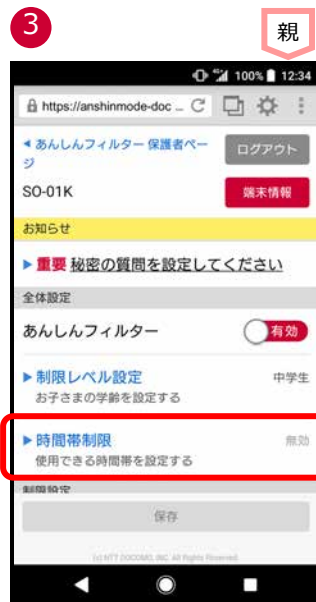 3
親
100% 12:34
https://anshinmode-doc ...
◀ あんしんフィルター 保護者ペー
ジ
ログアウト
SO-01K
端末情報
お知らせ
▶ 重要 秘密の質問を設定してください
全体設定
あんしんフィルター
有効
▶ 制限レベル設定
中学生
お子さまの学齢を設定する
▶ 時間帯制限
無効
使用できる時間帯を設定する
制限設定
保存
(c) NTT DOCOMO, INC. All Rights Reserved.